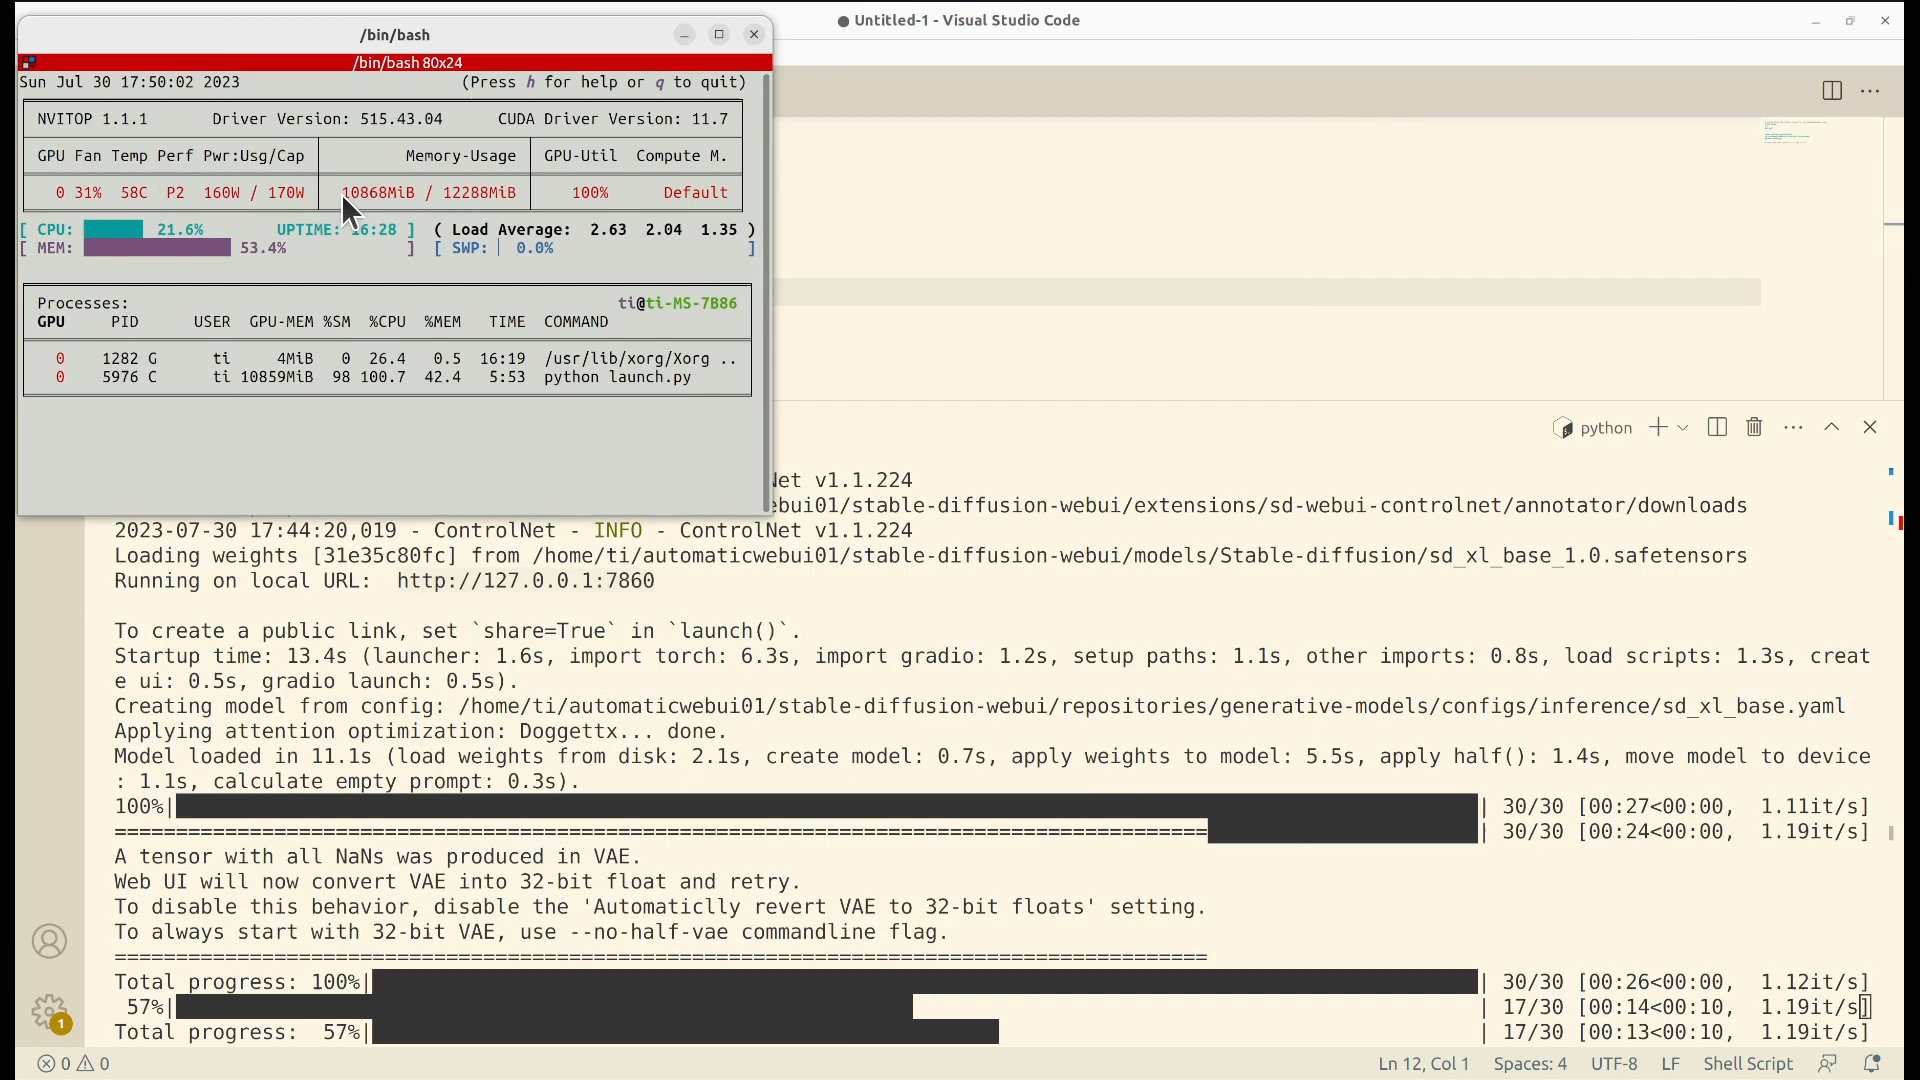 /bin/bash
● Untitled-1 - Visual Studio Code
/bin/bash 80x24
Sun Jul 30 17:50:02 2023 (Press h for help or q to quit)
NVITOP 1.1.1 Driver Version: 515.43.04 CUDA Driver Version: 11.7
GPU Fan Temp Perf Pwr:Usg/Cap Memory-Usage GPU-Util Compute M.
0 31% 58C P2 160W / 170W 10868MiB / 12288MiB 100% Default
[ CPU: 21.6% UPTIME: 16:28 ] ( Load Average: 2.63 2.04 1.35 )
[ MEM: 53.4% ] [ SWP: 0.0% ]
Processes: ti@ti-MS-7B86
GPU PID USER GPU-MEM %SM %CPU %MEM TIME COMMAND
0 1282 G ti 4MiB 0 26.4 0.5 16:19 /usr/lib/xorg/Xorg ..
0 5976 C ti 10859MiB 98 100.7 42.4 5:53 python launch.py
python
Net v1.1.224
ebui01/stable-diffusion-webui/extensions/sd-webui-controlnet/annotator/downloads
2023-07-30 17:44:20,019 - ControlNet - INFO - ControlNet v1.1.224
Loading weights [31e35c80fc] from /home/ti/automaticwebui01/stable-diffusion-webui/models/Stable-diffusion/sd_xl_base_1.0.safetensors
Running on local URL: http://127.0.0.1:7860
To create a public link, set `share=True` in `launch()`.
Startup time: 13.4s (launcher: 1.6s, import torch: 6.3s, import gradio: 1.2s, setup paths: 1.1s, other imports: 0.8s, load scripts: 1.3s, creat
e ui: 0.5s, gradio launch: 0.5s).
Creating model from config: /home/ti/automaticwebui01/stable-diffusion-webui/repositories/generative-models/configs/inference/sd_xl_base.yaml
Applying attention optimization: Doggettx... done.
Model loaded in 11.1s (load weights from disk: 2.1s, create model: 0.7s, apply weights to model: 5.5s, apply half(): 1.4s, move model to device
: 1.1s, calculate empty prompt: 0.3s).
100%| | 30/30 [00:27<00:00, 1.11it/s]
========================================================================================= | 30/30 [00:24<00:00, 1.19it/s]
A tensor with all NaNs was produced in VAE.
Web UI will now convert VAE into 32-bit float and retry.
To disable this behavior, disable the 'Automaticlly revert VAE to 32-bit floats' setting.
To always start with 32-bit VAE, use --no-half-vae commandline flag.
=========================================================================================
Total progress: 100%| | 30/30 [00:26<00:00, 1.12it/s]
57%| | 17/30 [00:14<00:10, 1.19it/s]
Total progress: 57%| | 17/30 [00:13<00:10, 1.19it/s]
1
0 0 Ln 12, Col 1 Spaces: 4 UTF-8 LF Shell Script